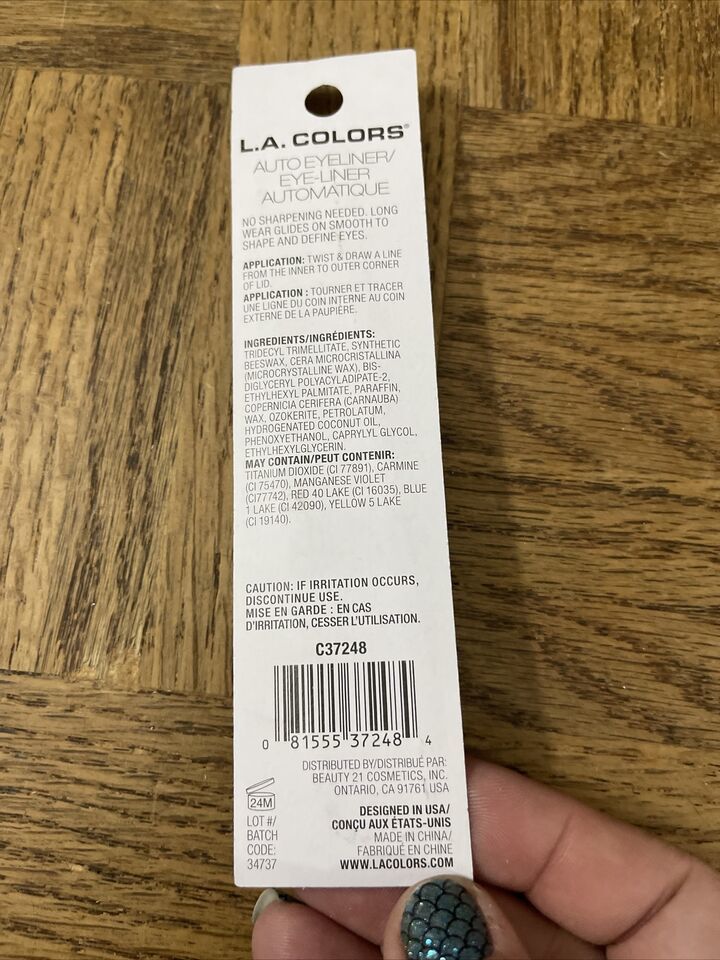 L.A. COLORS®
AUTO EYELINER/
EYE-LINER
AUTOMATIQUE
NO SHARPENING NEEDED. LONG
WEAR GLIDES ON SMOOTH TO
SHAPE AND DEFINE EYES.
APPLICATION: TWIST & DRAW A LINE
FROM THE INNER TO OUTER CORNER
OF LID.
APPLICATION : TOURNER ET TRACER
UNE LIGNE DU COIN INTERNE AU COIN
EXTERNE DE LA PAUPIÈRE.
INGREDIENTS/INGRÉDIENTS:
TRIDECYL TRIMELLITATE, SYNTHETIC
BEESWAX, CERA MICROCRISTALLINA
(MICROCRYSTALLINE WAX), BIS-
DIGLYCERYL POLYACYLADIPATE-2,
ETHYLHEXYL PALMITATE, PARAFFIN,
COPERNICIA CERIFERA (CARNAUBA)
WAX, OZOKERITE, PETROLATUM,
HYDROGENATED COCONUT OIL,
PHENOXYETHANOL, CAPRYLYL GLYCOL,
ETHYLHEXYLGLYCERIN.
MAY CONTAIN/PEUT CONTENIR:
TITANIUM DIOXIDE (CI 77891), CARMINE
(CI 75470), MANGANESE VIOLET
(CI77742), RED 40 LAKE (CI 16035), BLUE
1 LAKE (CI 42090), YELLOW 5 LAKE
(CI 19140).
CAUTION: IF IRRITATION OCCURS,
DISCONTINUE USE.
MISE EN GARDE : EN CAS
D'IRRITATION, CESSER L'UTILISATION.
C37248
0 81555 37248 4
DISTRIBUTED BY/DISTRIBUÉ PAR:
BEAUTY 21 COSMETICS, INC.
ONTARIO, CA 91761 USA
24M
LOT #/
BATCH
CODE:
34737
DESIGNED IN USA/
CONÇU AUX ÉTATS-UNIS
MADE IN CHINA/
FABRIQUÉ EN CHINE
WWW.LACOLORS.COM